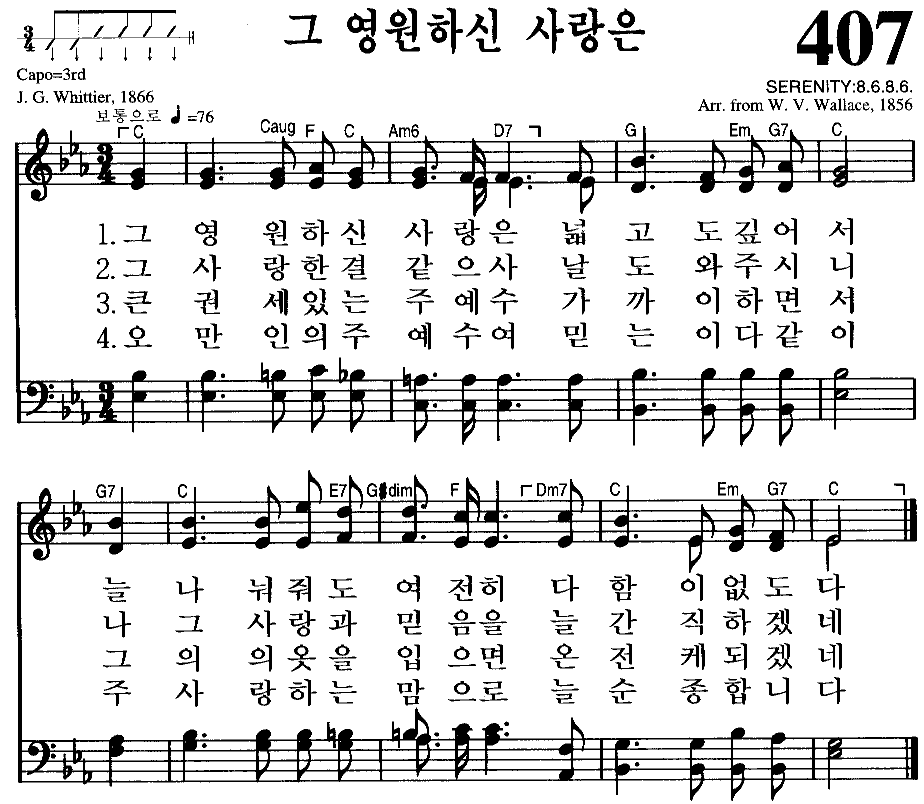 그 영원하신 사랑은
407
3/4
Capo=3rd
J. G. Whittier, 1866
SERENITY:8.6.8.6.
Arr. from W. V. Wallace, 1856
보통으로 ♩=76
C Caug F C Am6 D7 G Em G7 C
1. 그 영 원하신 사 랑은 넓 고 도깊어 서
2. 그 사 랑한결 같 으사 날 도 와주시 니
3. 큰 권 세있는 주 예수 가 까 이하면 서
4. 오 만 인의주 예 수여 믿 는 이다같 이
G7 C E7 G#dim F Dm7 C Em G7 C
늘 나 눠줘도 여 전히 다 함 이없도 다
나 그 사랑과 믿 음을 늘 간 직하겠 네
그 의 의옷을 입 으면 온 전 케되겠 네
주 사 랑하는 맘 으로 늘 순 종합니 다